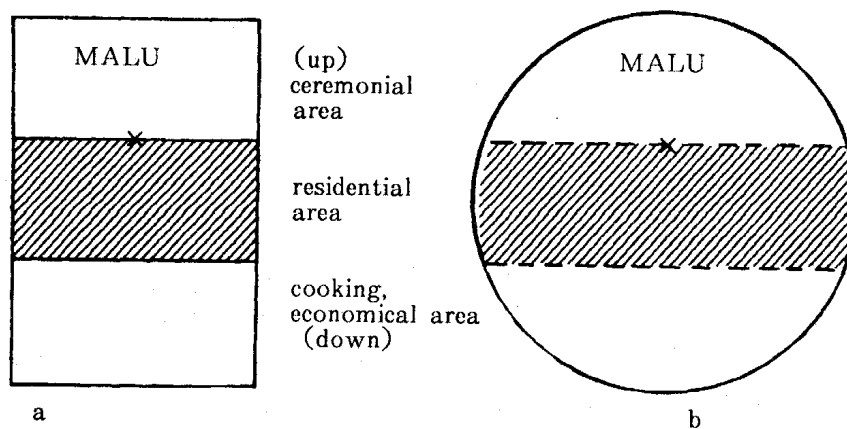 MALU
(up)
ceremonial
area
MALU
residential
area
cooking,
economical area
(down)
a
b